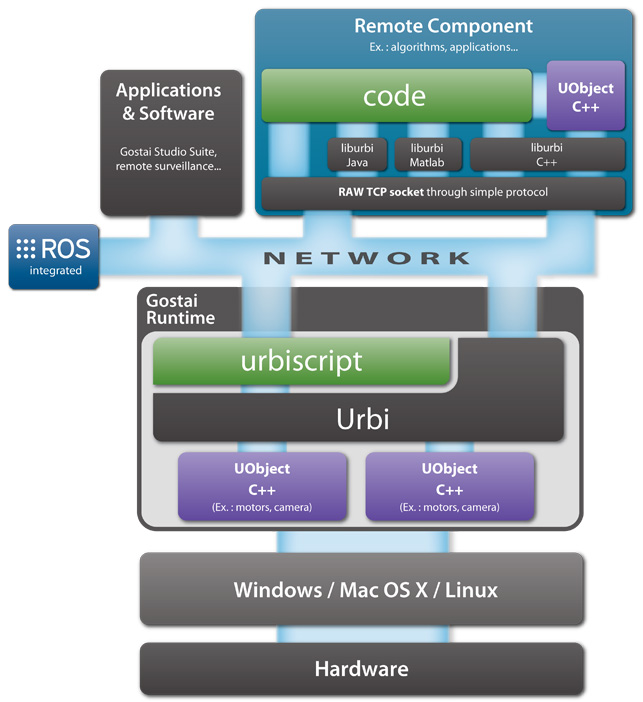 Remote Component
Ex. : algorithms, applications...
code
UObject
C++
liburbi
Java
liburbi
Matlab
liburbi
C++
RAW TCP socket through simple protocol
Applications
& Software
Gostai Studio Suite,
remote surveillance...
ROS
integrated
NETWORK
Gostai
Runtime
urbiscript
Urbi
UObject
C++
(Ex. : motors, camera)
UObject
C++
(Ex. : motors, camera)
Windows / Mac OS X / Linux
Hardware